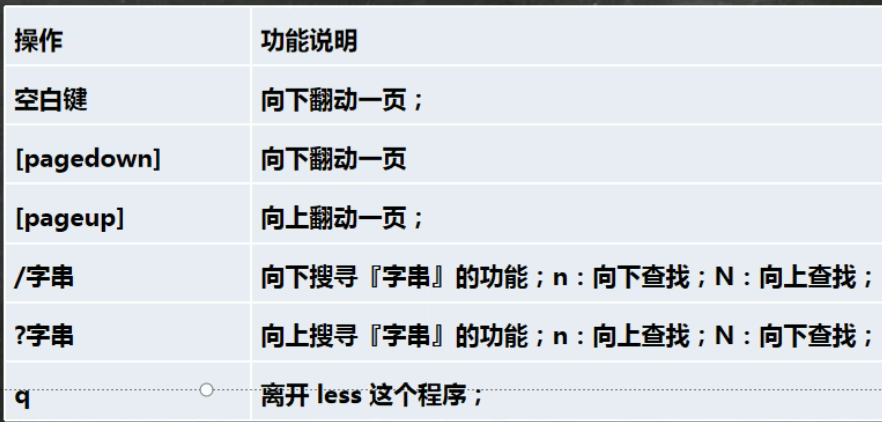 操作 功能说明
空白键 向下翻动一页；
[pagedown] 向下翻动一页
[pageup] 向上翻动一页；
/字串 向下搜寻『字串』的功能；n：向下查找；N：向上查找；
?字串 向上搜寻『字串』的功能；n：向上查找；N：向下查找；
q 离开 less 这个程序；